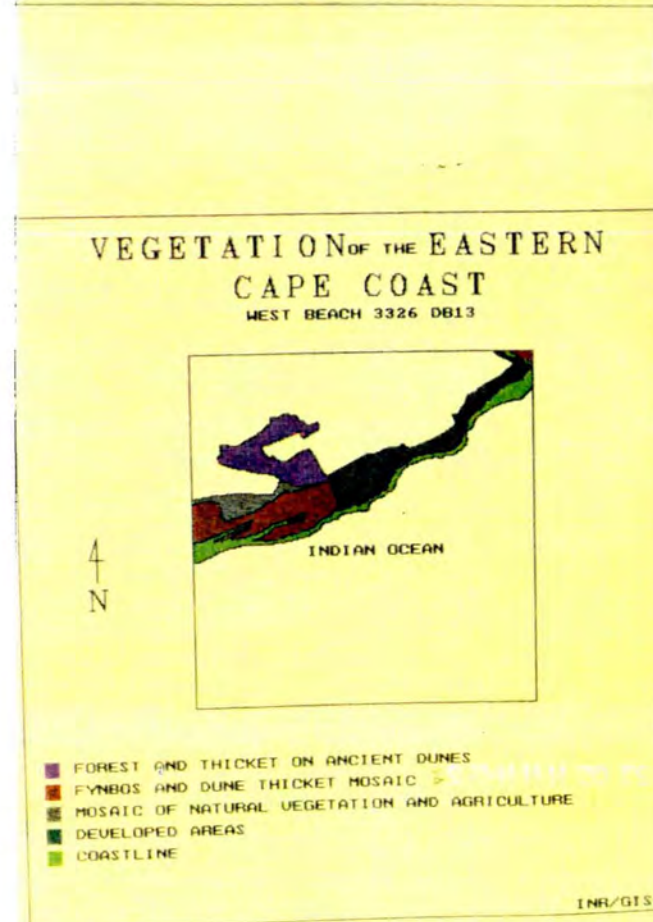 VEGETATION OF THE EASTERN
CAPE COAST
WEST BEACH 3326 DB13
INDIAN OCEAN
N
FOREST AND THICKET ON ANCIENT DUNES
FYNBOS AND DUNE THICKET MOSAIC
MOSAIC OF NATURAL VEGETATION AND AGRICULTURE
DEVELOPED AREAS
COASTLINE
INR/GIS